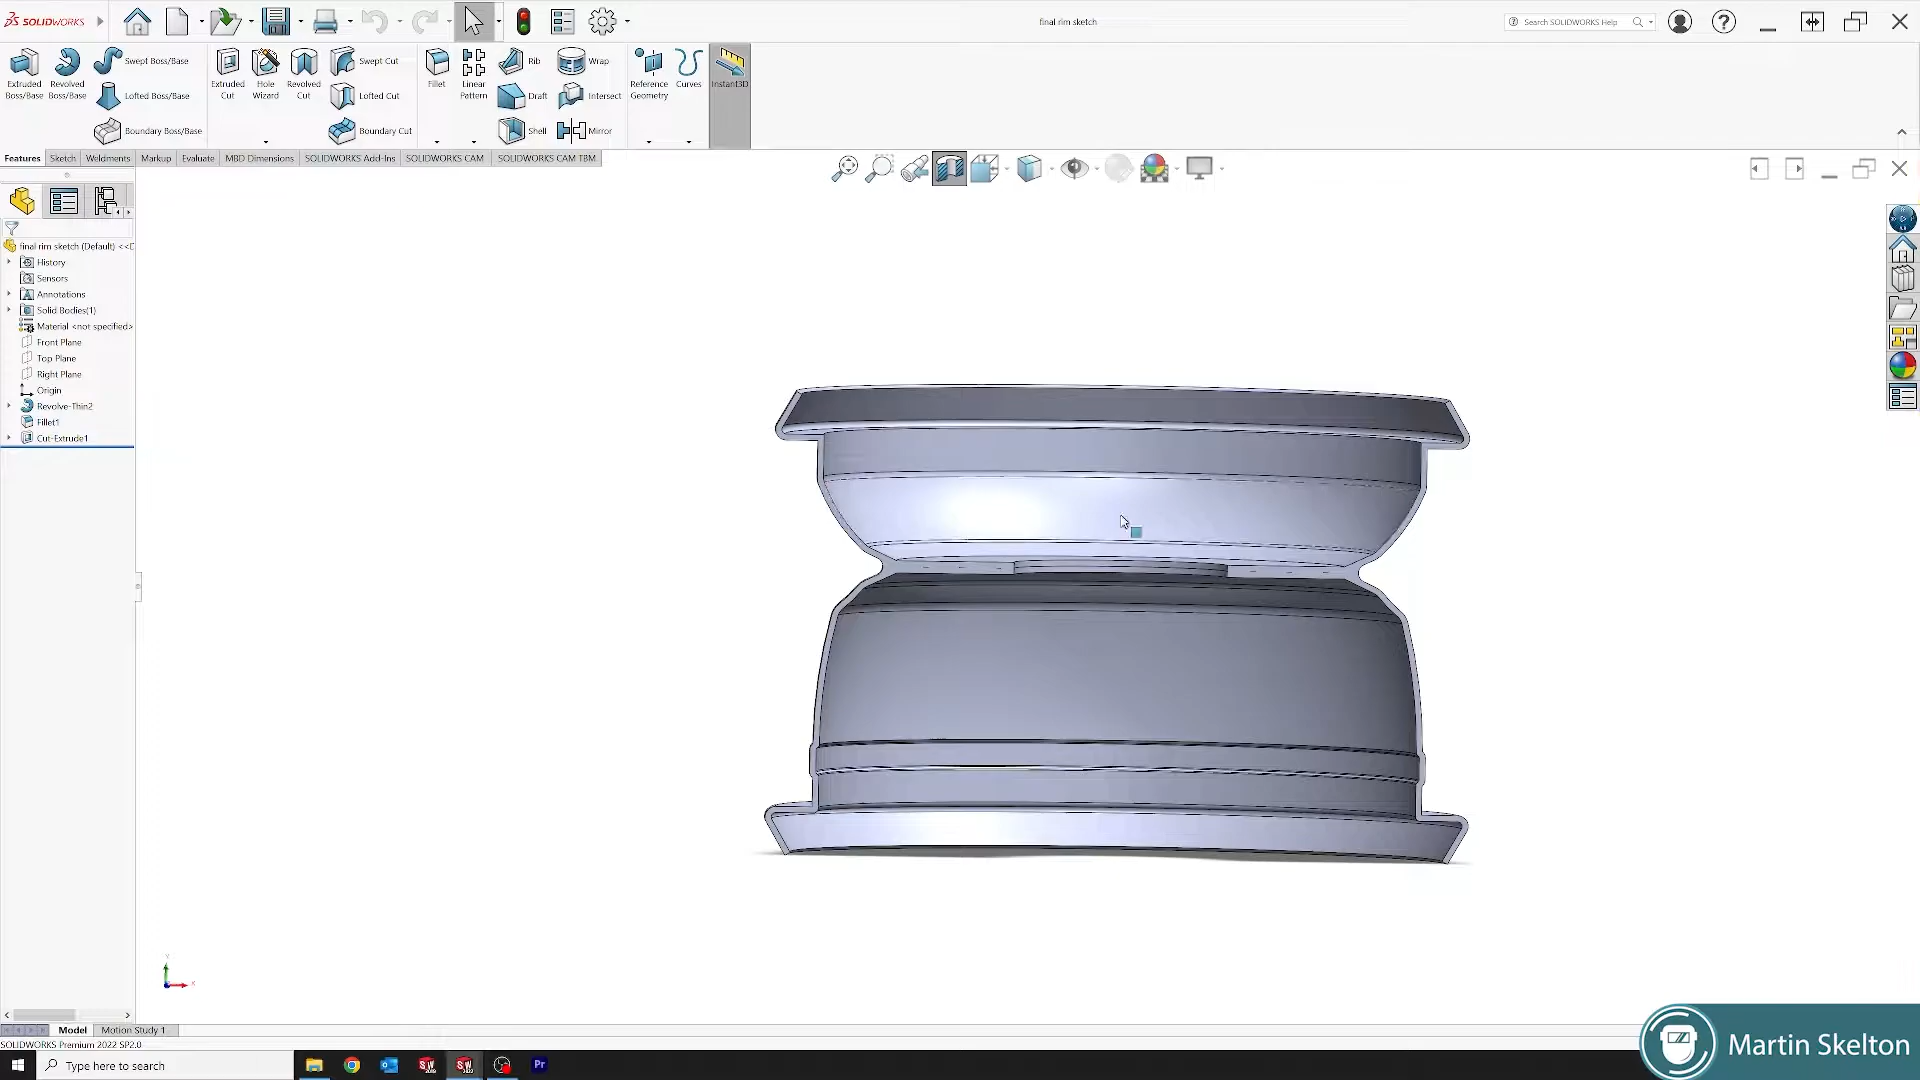 SOLIDWORKS
final rim sketch
Search SOLIDWORKS Help
Extruded Boss/Base
Revolved Boss/Base
Swept Boss/Base
Lofted Boss/Base
Boundary Boss/Base
Extruded Cut
Hole Wizard
Revolved Cut
Swept Cut
Lofted Cut
Boundary Cut
Fillet
Linear Pattern
Rib
Draft
Shell
Wrap
Intersect
Mirror
Reference Geometry
Curves
Instant3D
Features
Sketch
Weldments
Markup
Evaluate
MBD Dimensions
SOLIDWORKS Add-Ins
SOLIDWORKS CAM
SOLIDWORKS CAM TBM
final rim sketch (Default) <<D
History
Sensors
Annotations
Solid Bodies(1)
Material <not specified>
Front Plane
Top Plane
Right Plane
Origin
Revolve-Thin2
Fillet1
Cut-Extrude1
Y
X
Model
Motion Study 1
SOLIDWORKS Premium 2022 SP2.0
Type here to search
Pr
Martin Skelton